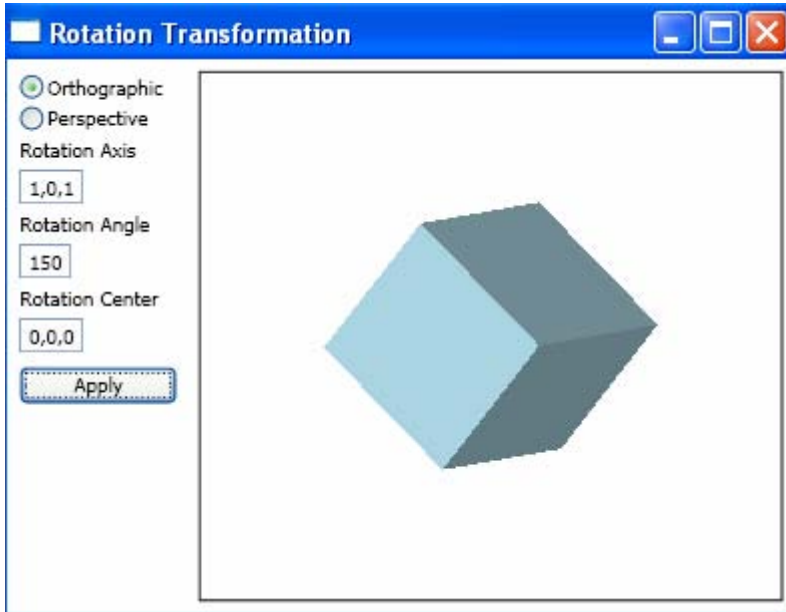 Rotation Transformation
Orthographic
Perspective
Rotation Axis
1,0,1
Rotation Angle
150
Rotation Center
0,0,0
Apply